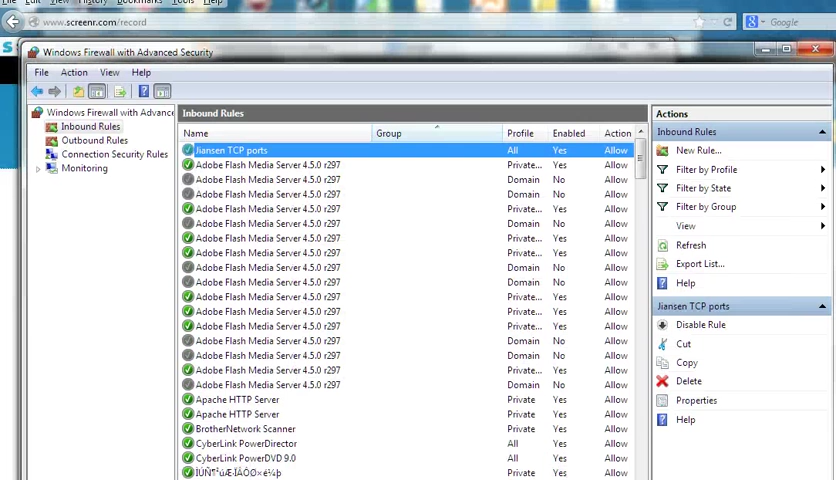 File Edit View History Bookmarks Tools Help
www.screenr.com/record
Google
S
Windows Firewall with Advanced Security
File Action View Help
Windows Firewall with Advance
Inbound Rules
Outbound Rules
Connection Security Rules
Monitoring
Inbound Rules
Name Group Profile Enabled Action
Jiansen TCP ports All Yes Allow
Adobe Flash Media Server 4.5.0 r297 Private... Yes Allow
Adobe Flash Media Server 4.5.0 r297 Domain No Allow
Adobe Flash Media Server 4.5.0 r297 Domain No Allow
Adobe Flash Media Server 4.5.0 r297 Private... Yes Allow
Adobe Flash Media Server 4.5.0 r297 Domain No Allow
Adobe Flash Media Server 4.5.0 r297 Private... Yes Allow
Adobe Flash Media Server 4.5.0 r297 Private... Yes Allow
Adobe Flash Media Server 4.5.0 r297 Domain No Allow
Adobe Flash Media Server 4.5.0 r297 Domain No Allow
Adobe Flash Media Server 4.5.0 r297 Private... Yes Allow
Adobe Flash Media Server 4.5.0 r297 Private... Yes Allow
Adobe Flash Media Server 4.5.0 r297 Private... Yes Allow
Adobe Flash Media Server 4.5.0 r297 Domain No Allow
Adobe Flash Media Server 4.5.0 r297 Domain No Allow
Adobe Flash Media Server 4.5.0 r297 Private... Yes Allow
Adobe Flash Media Server 4.5.0 r297 Domain No Allow
Apache HTTP Server Private Yes Allow
Apache HTTP Server Private Yes Allow
BrotherNetwork Scanner Private Yes Allow
CyberLink PowerDirector All Yes Allow
CyberLink PowerDVD 9.0 All Yes Allow
Private Yes Allow
Actions
Inbound Rules
New Rule...
Filter by Profile
Filter by State
Filter by Group
View
Refresh
Export List...
Help
Jiansen TCP ports
Disable Rule
Cut
Copy
Delete
Properties
Help